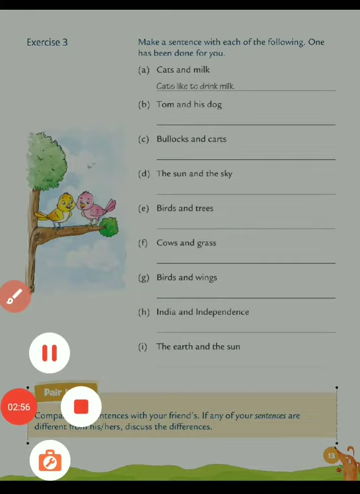 Exercise 3
Make a sentence with each of the following. One
has been done for you.
(a) Cats and milk
Cats like to drink milk.
(b) Tom and his dog
(c) Bullocks and carts
(d) The sun and the sky
(e) Birds and trees
(f) Cows and grass
(g) Birds and wings
(h) India and Independence
(i) The earth and the sun
Pair
02:56
sentences with your friend's. If any of your sentences are
different from his/hers, discuss the differences.
15